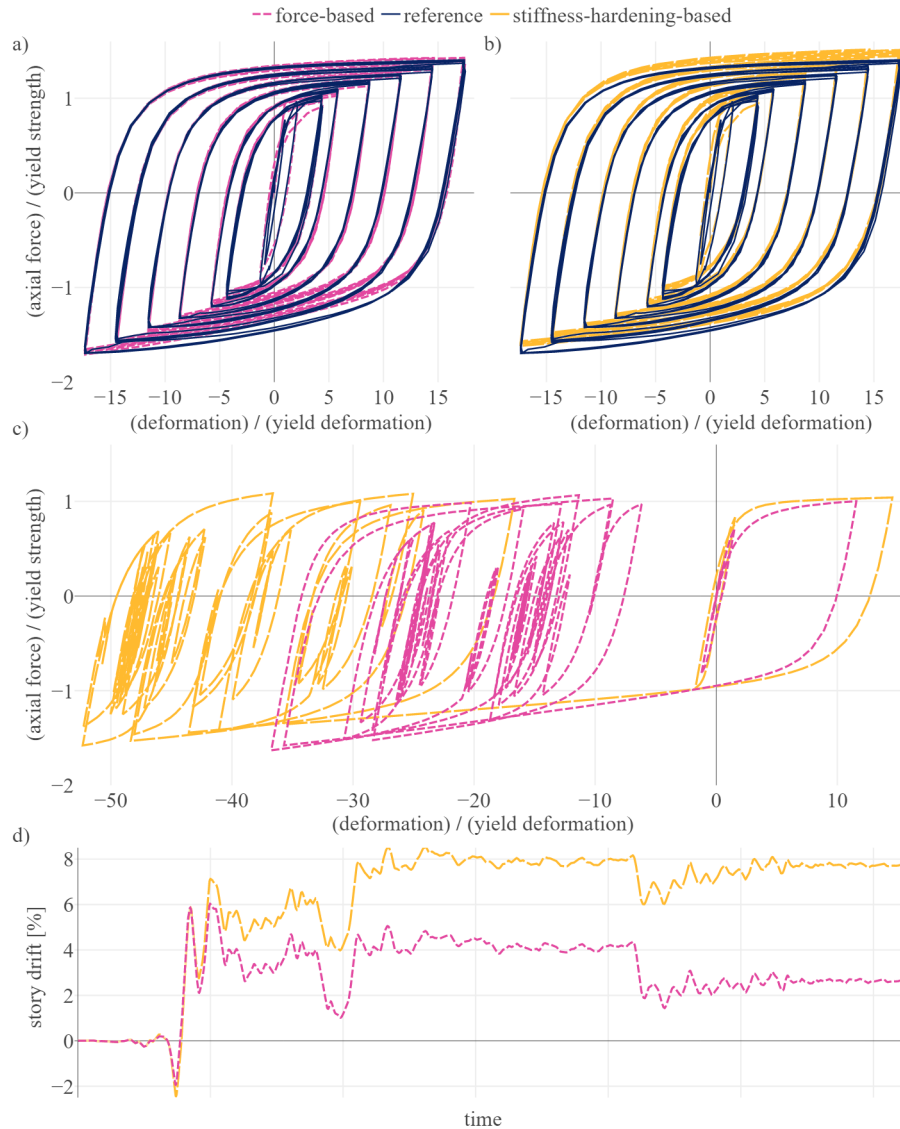 force-based reference stiffness-hardening-based
a)
b)
(axial force) / (yield strength)
1
0
−1
−2
−15 −10 −5 0 5 10 15
(deformation) / (yield deformation)
−15 −10 −5 0 5 10 15
(deformation) / (yield deformation)
c)
(axial force) / (yield strength)
1
0
−1
−2
−50 −40 −30 −20 −10 0 10
(deformation) / (yield deformation)
d)
story drift [%]
8
6
4
2
0
−2
time